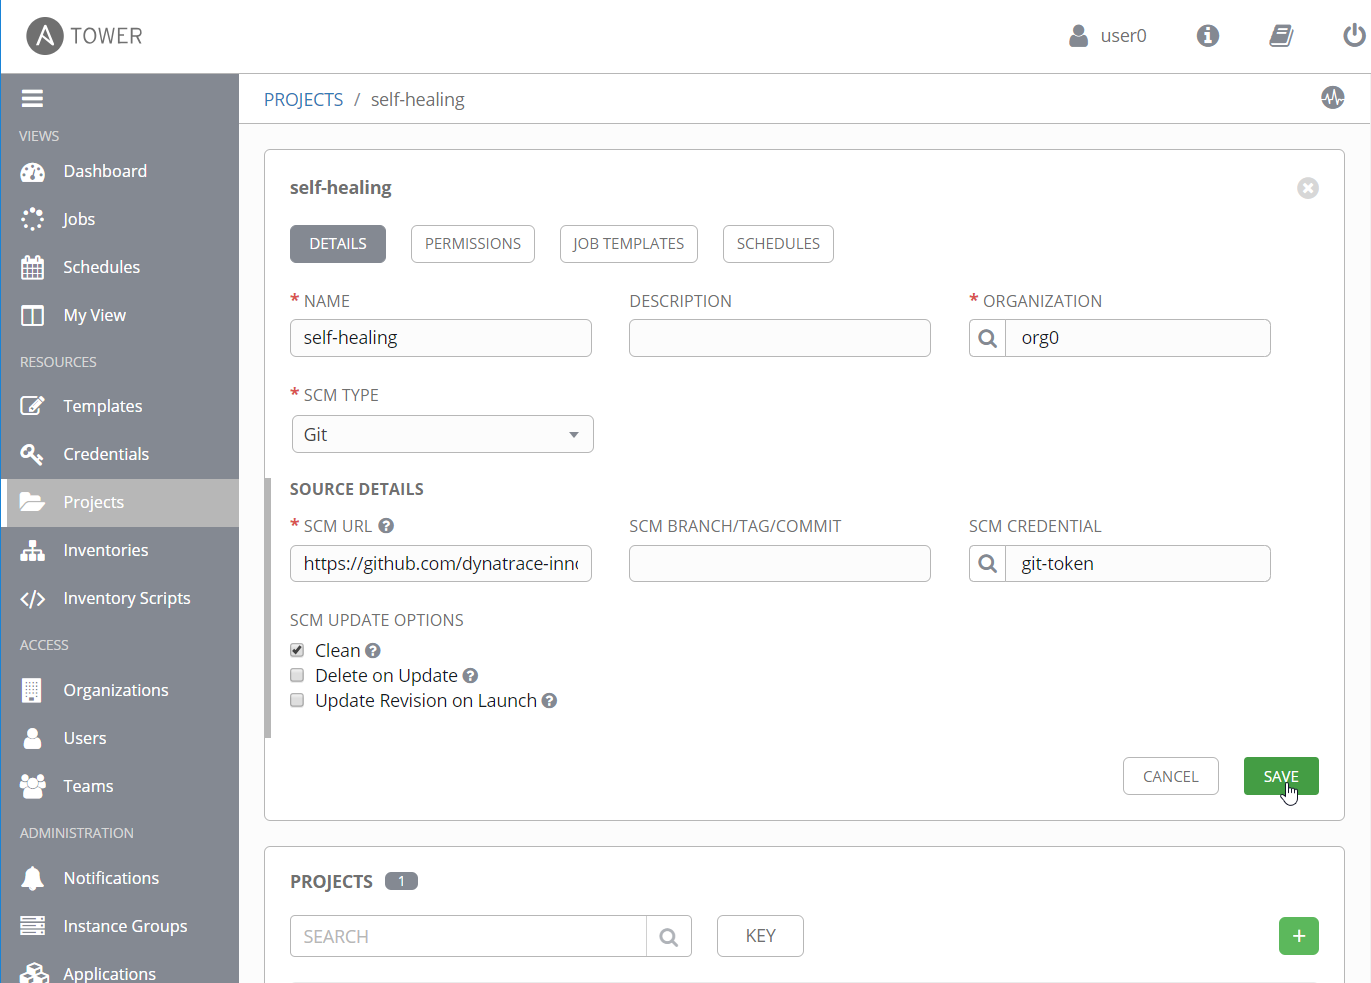 TOWER
user0
PROJECTS / self-healing
VIEWS
Dashboard
Jobs
Schedules
My View
RESOURCES
Templates
Credentials
Projects
Inventories
Inventory Scripts
ACCESS
Organizations
Users
Teams
ADMINISTRATION
Notifications
Instance Groups
Applications
self-healing
DETAILS
PERMISSIONS
JOB TEMPLATES
SCHEDULES
* NAME
self-healing
DESCRIPTION
* ORGANIZATION
org0
* SCM TYPE
Git
SOURCE DETAILS
* SCM URL
https://github.com/dynatrace-inno
SCM BRANCH/TAG/COMMIT
SCM CREDENTIAL
git-token
SCM UPDATE OPTIONS
Clean
Delete on Update
Update Revision on Launch
CANCEL
SAVE
PROJECTS 1
SEARCH
KEY
+